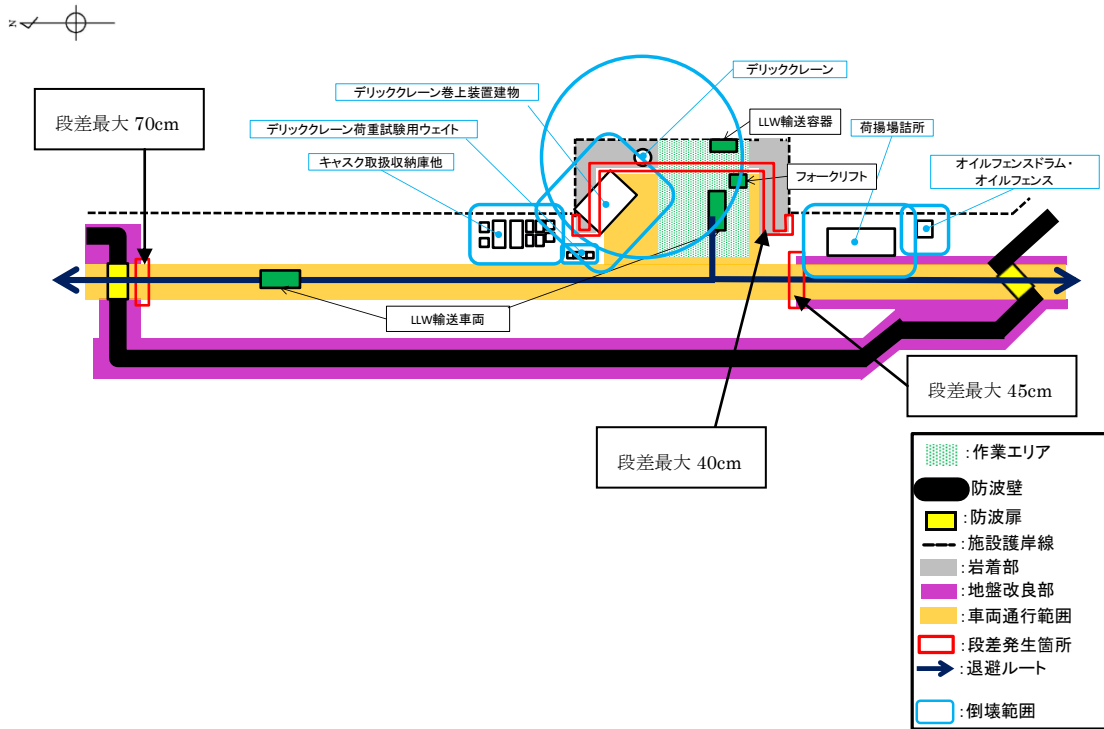 N
デリッククレーン
デリッククレーン巻上装置建物
段差最大 70cm
LLW輸送容器
荷揚場詰所
デリッククレーン荷重試験用ウェイト
キャスク取扱収納庫他
フォークリフト
オイルフェンスドラム・
オイルフェンス
LLW輸送車両
段差最大 45cm
段差最大 40cm
:作業エリア
防波壁
:防波扉
:施設護岸線
:岩着部
:地盤改良部
:車両通行範囲
:段差発生箇所
:退避ルート
:倒壊範囲